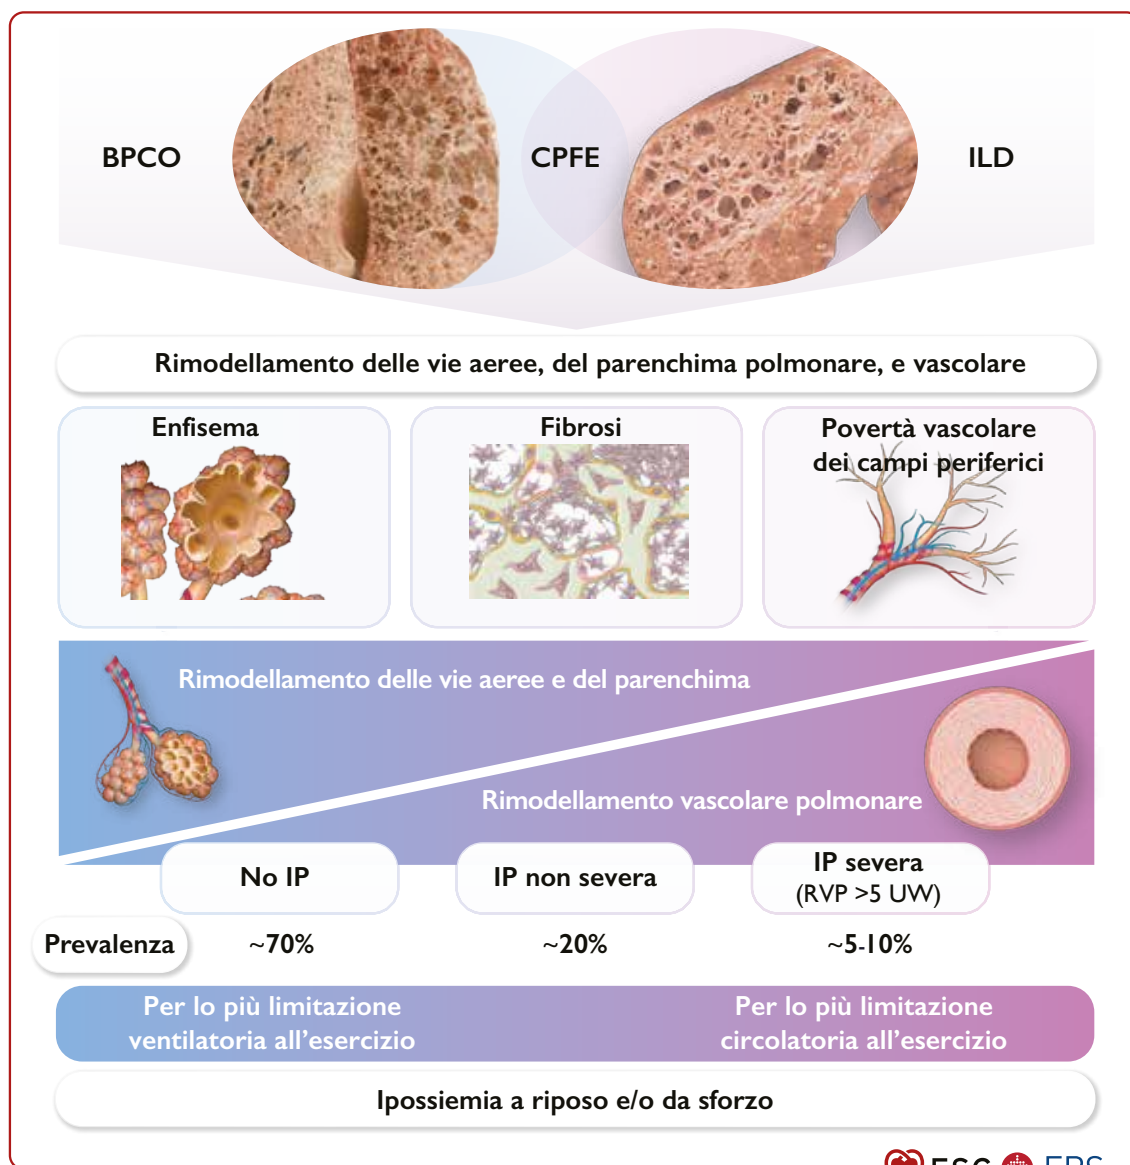 BPCO
CPFE
ILD
Rimodellamento delle vie aeree, del parenchima polmonare, e vascolare
Enfisema
Fibrosi
Povertà vascolare
dei campi periferici
Rimodellamento delle vie aeree e del parenchima
Rimodellamento vascolare polmonare
No IP
IP non severa
IP severa
(RVP >5 UW)
Prevalenza
~70%
~20%
~5-10%
Per lo più limitazione
ventilatoria all’esercizio
Per lo più limitazione
circolatoria all’esercizio
Ipossiemia a riposo e/o da sforzo
ESC
ERS